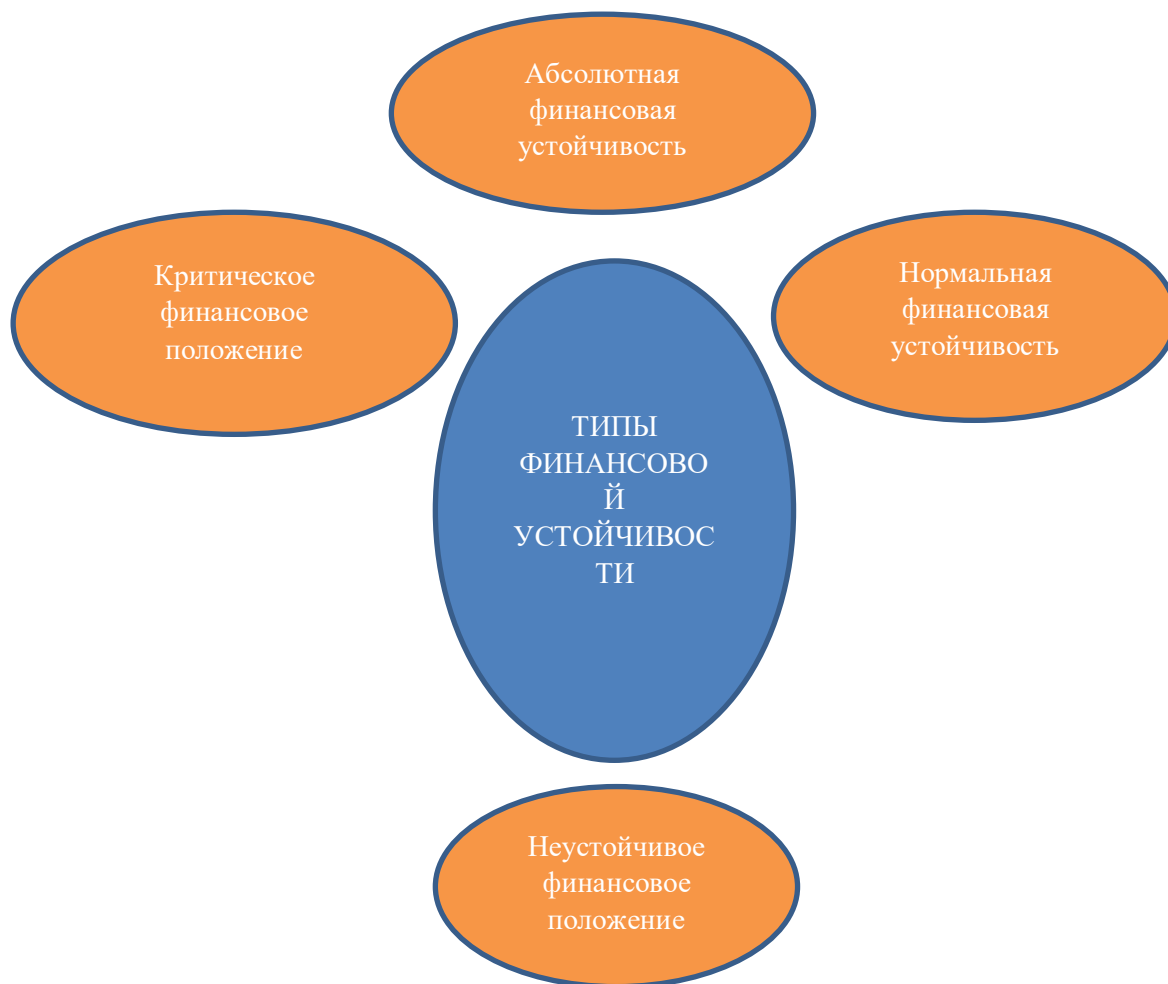 Абсолютная
финансовая
устойчивость
Критическое
финансовое
положение
Нормальная
финансовая
устойчивость
ТИПЫ
ФИНАНСОВО
Й
УСТОЙЧИВОС
ТИ
Неустойчивое
финансовое
положение